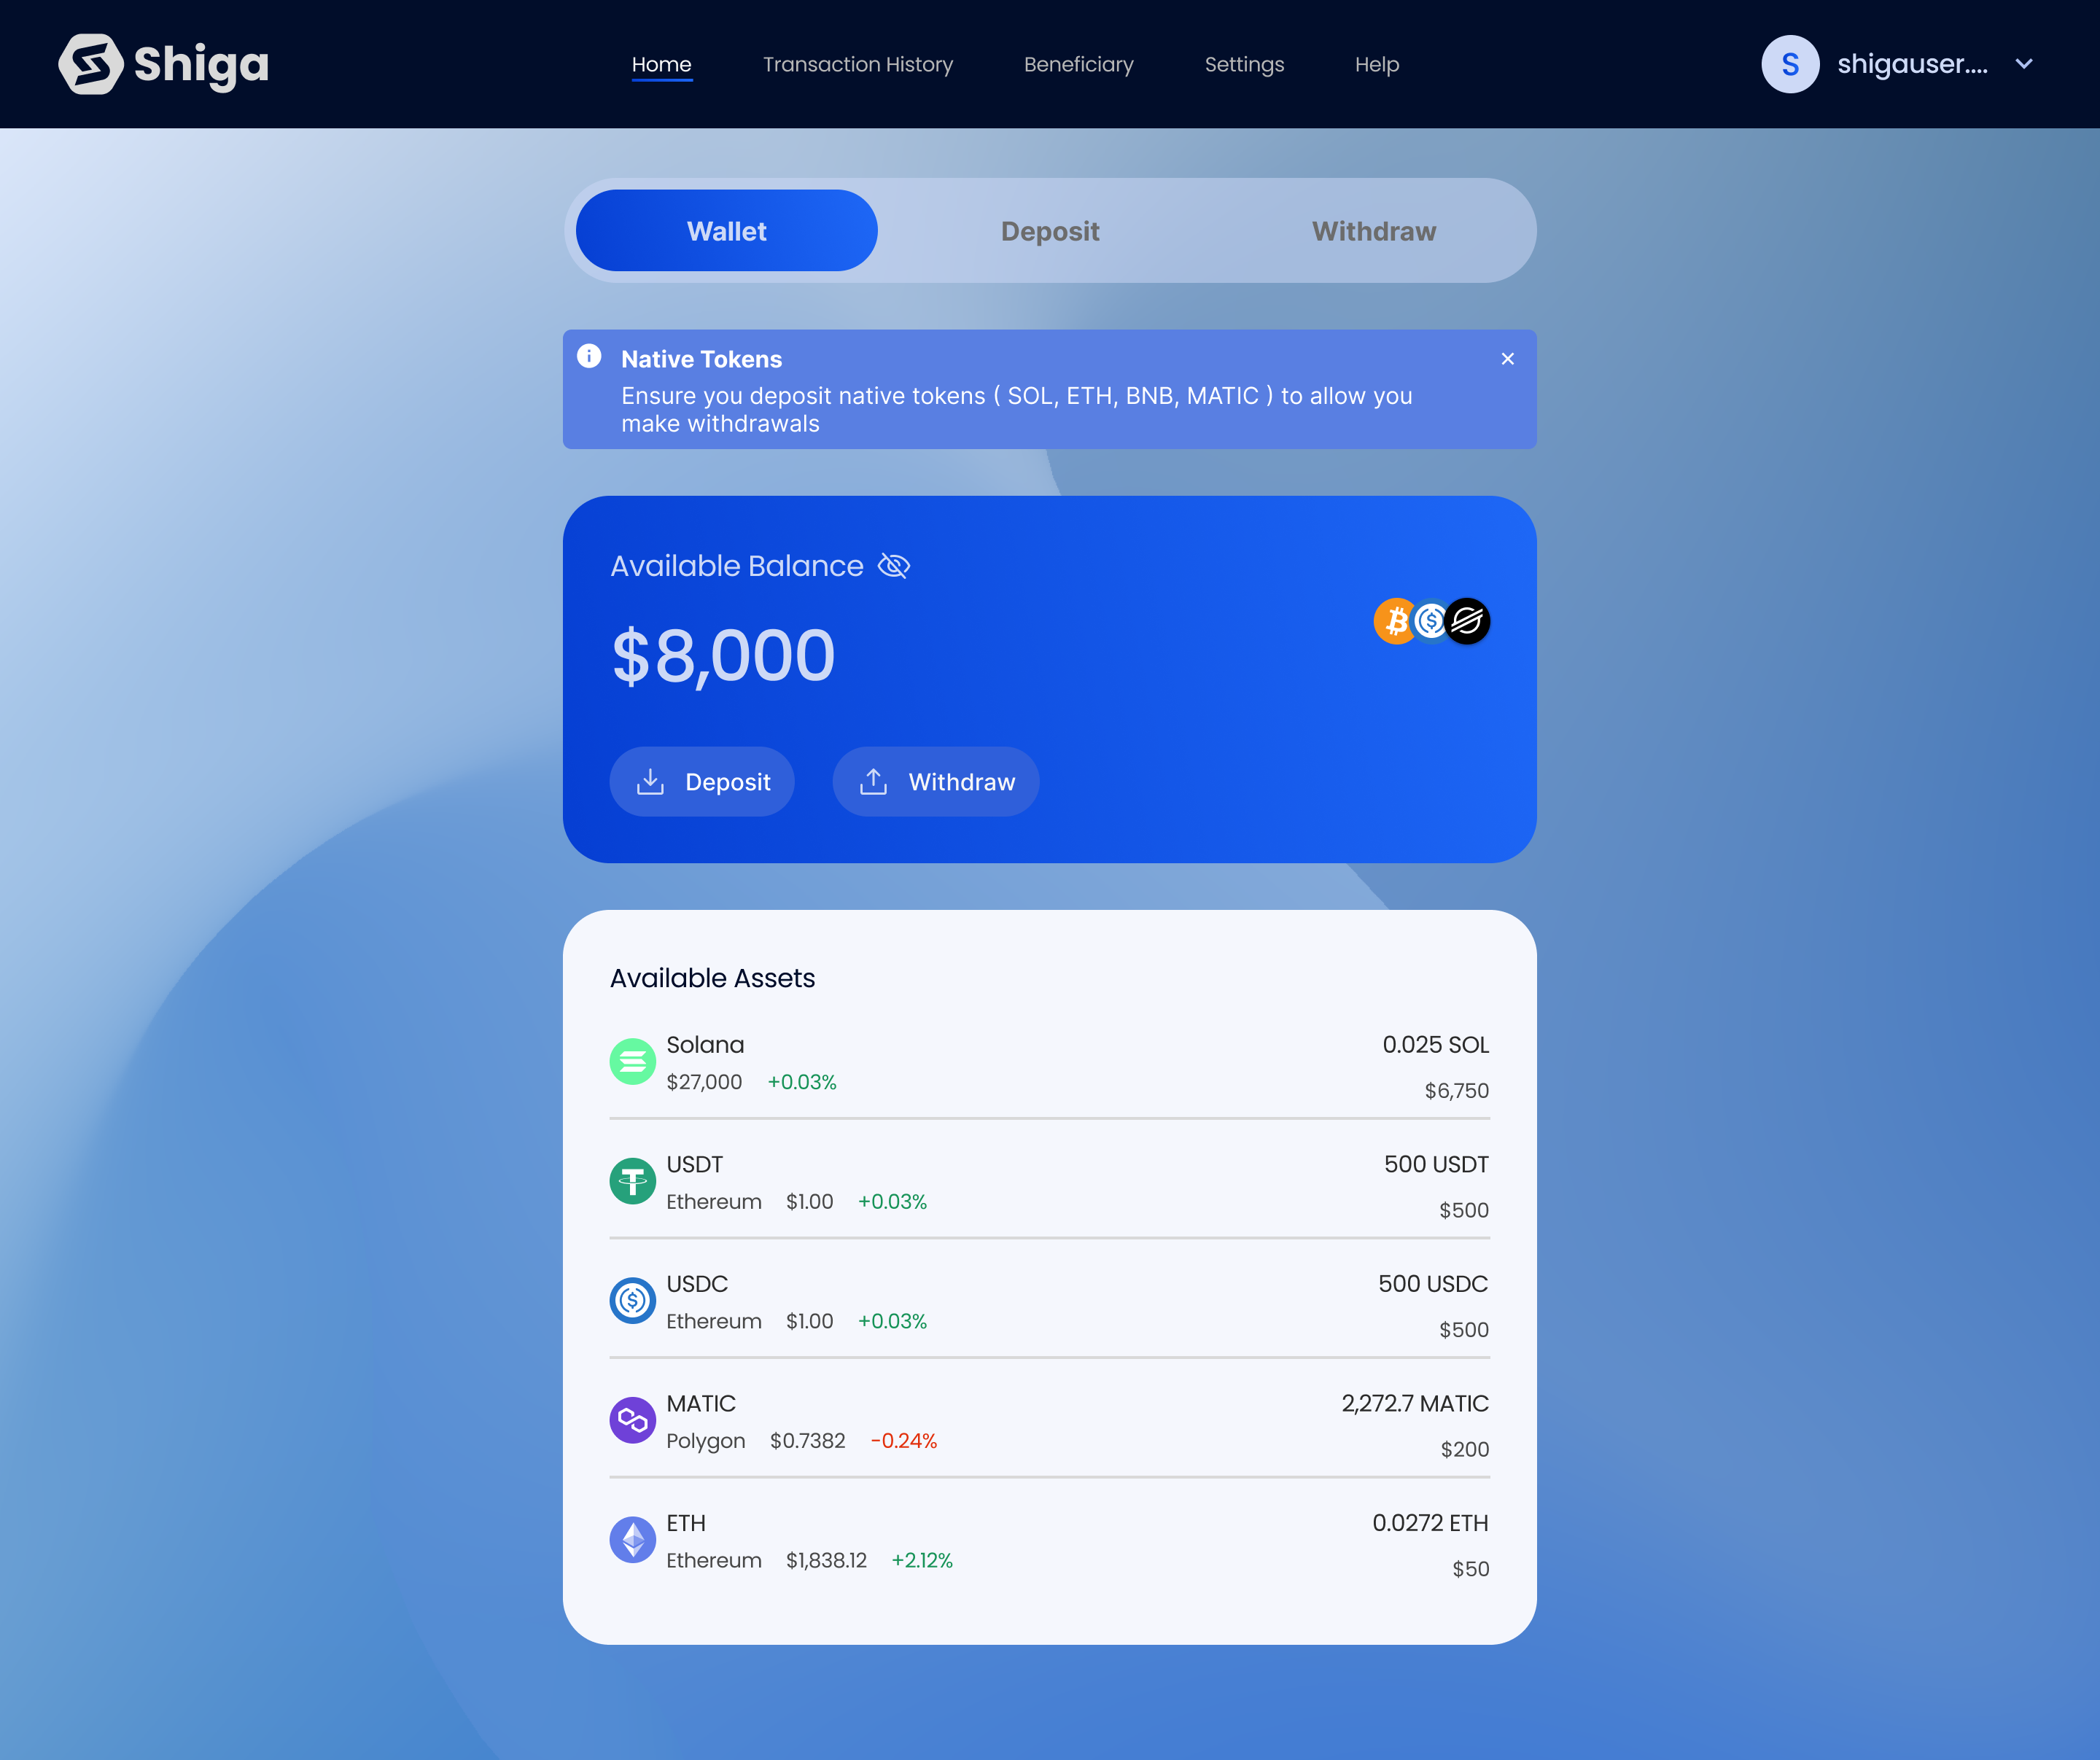 Shiga
Home
Transaction History
Beneficiary
Settings
Help
S
shigauser....
Wallet
Deposit
Withdraw
Native Tokens
Ensure you deposit native tokens ( SOL, ETH, BNB, MATIC ) to allow you
make withdrawals
Available Balance
$8,000
Deposit
Withdraw
Available Assets
Solana
0.025 SOL
$27,000 +0.03%
$6,750
USDT
500 USDT
Ethereum $1.00 +0.03%
$500
USDC
500 USDC
Ethereum $1.00 +0.03%
$500
MATIC
2,272.7 MATIC
Polygon $0.7382 -0.24%
$200
ETH
0.0272 ETH
Ethereum $1,838.12 +2.12%
$50